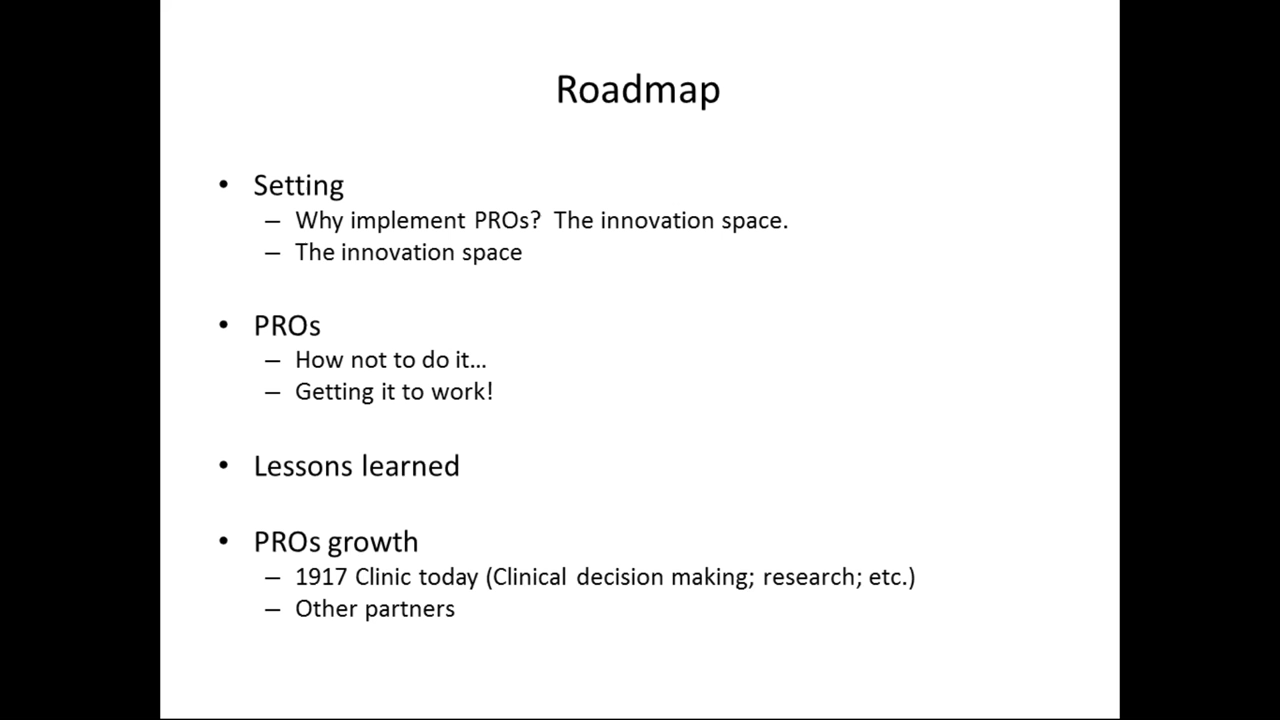 Roadmap
• Setting
– Why implement PROs?  The innovation space.
– The innovation space
• PROs
– How not to do it...
– Getting it to work!
• Lessons learned
• PROs growth
– 1917 Clinic today (Clinical decision making; research; etc.)
– Other partners